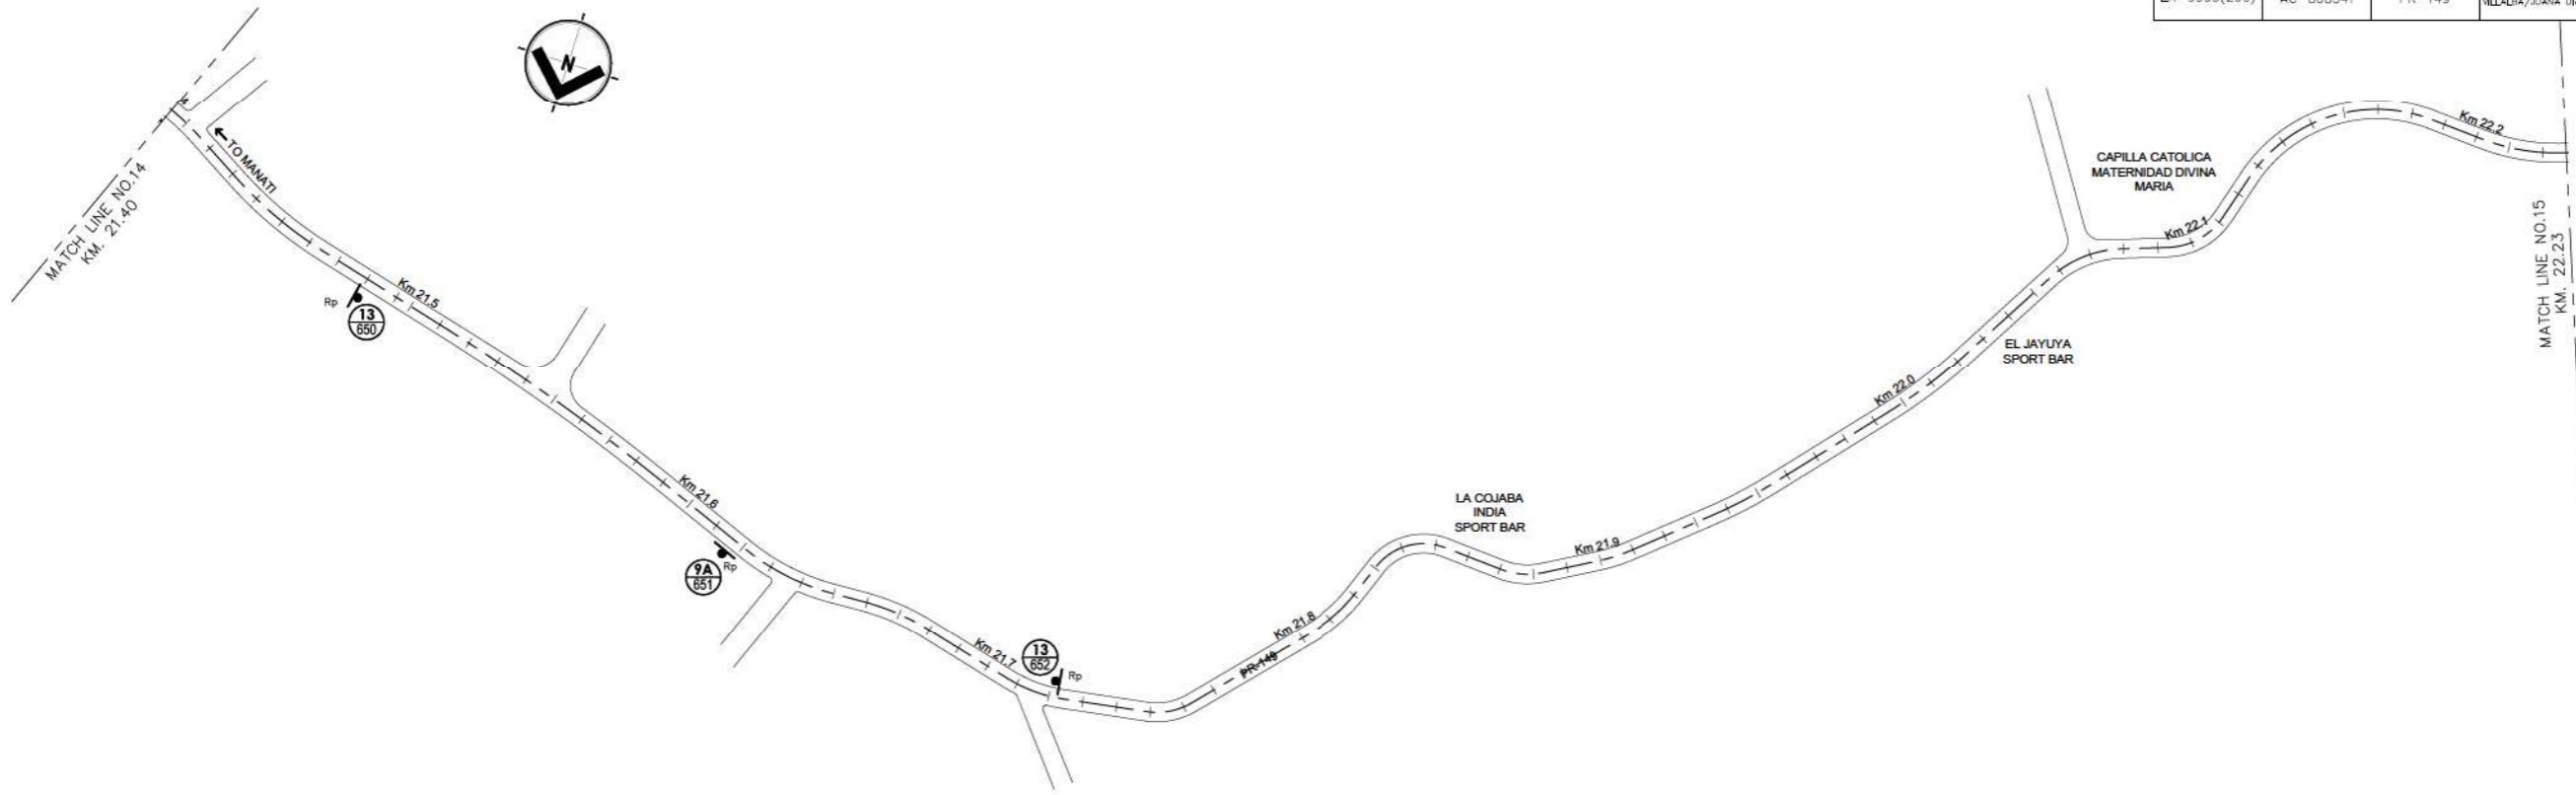 PR-149
N
TO MANATI
MATCH LINE NO.14
KM. 21.40
Km 21.5
Rp
13
650
Km 21.6
9A
651
Rp
Km 21.7
13
652
Rp
Km 21.8
PR-149
LA COJABA
INDIA
SPORT BAR
Km 21.9
Km 22.0
EL JAYUYA
SPORT BAR
CAPILLA CATOLICA
MATERNIDAD DIVINA
MARIA
Km 22.1
Km 22.2
MATCH LINE NO.15
KM. 22.23